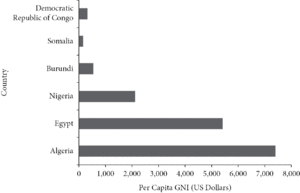 Democratic
Republic of Congo
Somalia
Burundi
Nigeria
Egypt
Algeria
Country
0 1,000 2,000 3,000 4,000 5,000 6,000 7,000 8,000
Per Capita GNI (US Dollars)